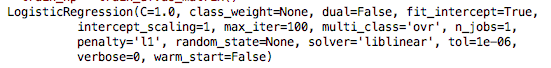 LogisticRegression(C=1.0, class_weight=None, dual=False, fit_intercept=True,
intercept_scaling=1, max_iter=100, multi_class='ovr', n_jobs=1,
penalty='l1', random_state=None, solver='liblinear', tol=1e-06,
verbose=0, warm_start=False)